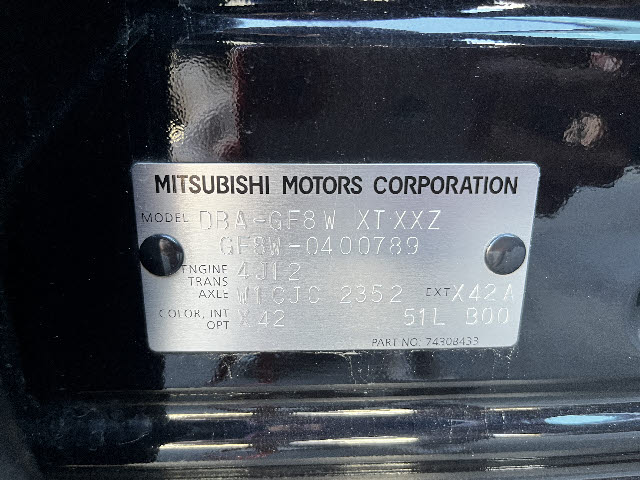 MITSUBISHI MOTORS CORPORATION
MODEL DBA-GF8W XTXXZ
GF8W-0400789
ENGINE 4J12
TRANS
AXLE W1CJC 2352 EXT X42A
COLOR, INT X42 51L B00
OPT
PART NO: 7430B433